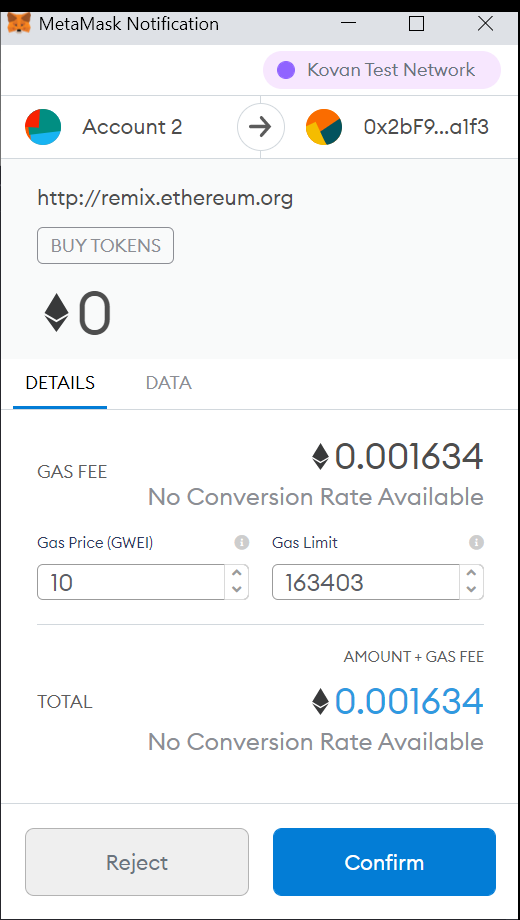 MetaMask Notification
Kovan Test Network
Account 2
0x2bF9...a1f3
http://remix.ethereum.org
BUY TOKENS
0
DETAILS DATA
GAS FEE
0.001634
No Conversion Rate Available
Gas Price (GWEI) Gas Limit
10 163403
AMOUNT + GAS FEE
TOTAL
0.001634
No Conversion Rate Available
Reject Confirm